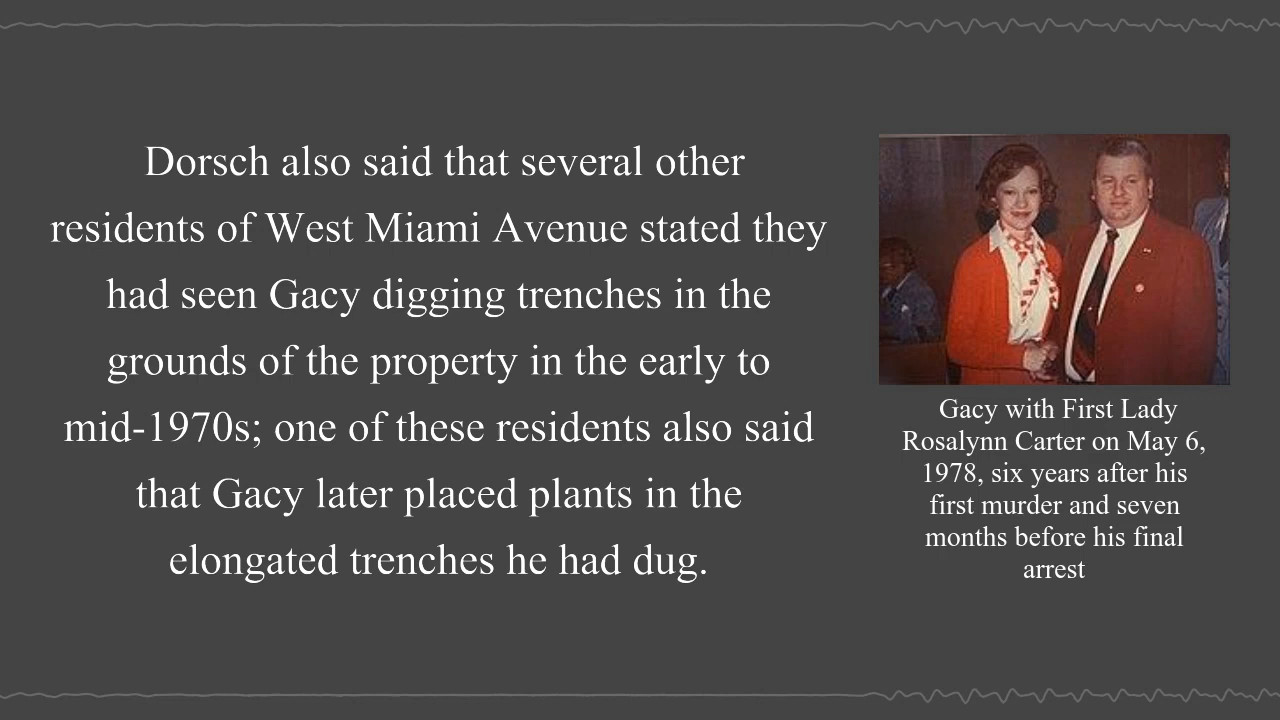 Dorsch also said that several other
residents of West Miami Avenue stated they
had seen Gacy digging trenches in the
grounds of the property in the early to
mid-1970s; one of these residents also said
that Gacy later placed plants in the
elongated trenches he had dug.
Gacy with First Lady
Rosalynn Carter on May 6,
1978, six years after his
first murder and seven
months before his final
arrest